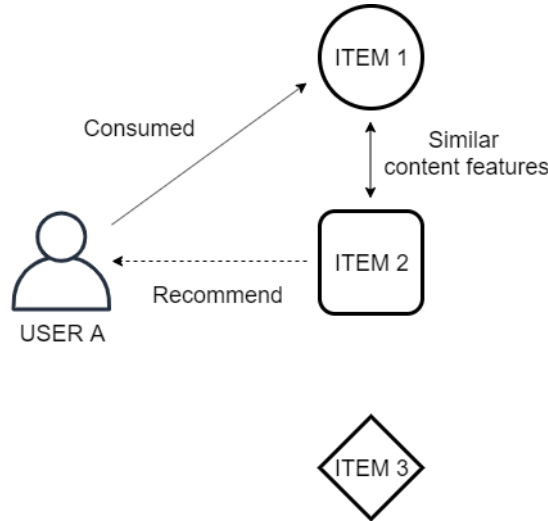 ITEM 1
Consumed
Similar
content features
ITEM 2
Recommend
USER A
ITEM 3